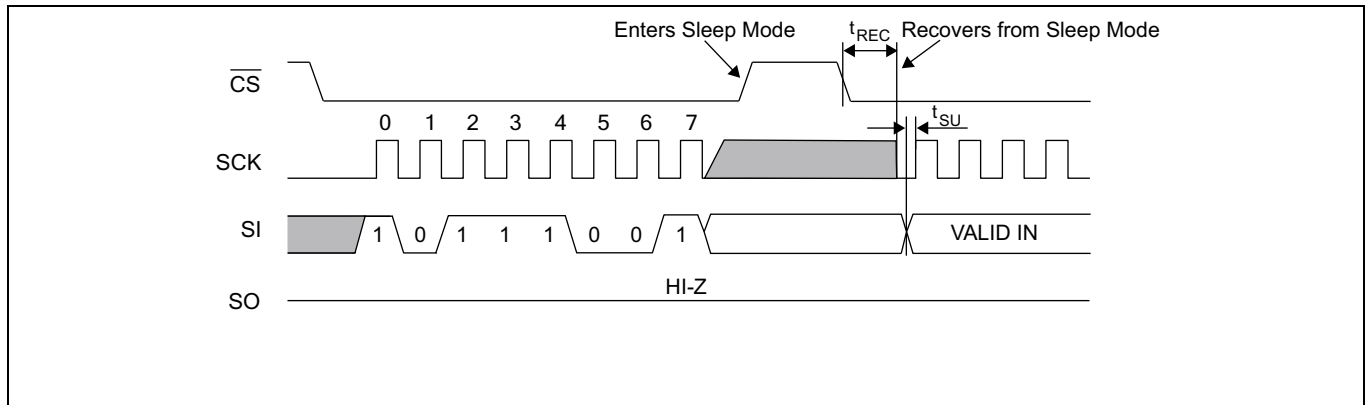 Enters Sleep Mode tREC Recovers from Sleep Mode
CS
tSU
0 1 2 3 4 5 6 7
SCK
SI 1 0 1 1 1 0 0 1 VALID IN
HI-Z
SO